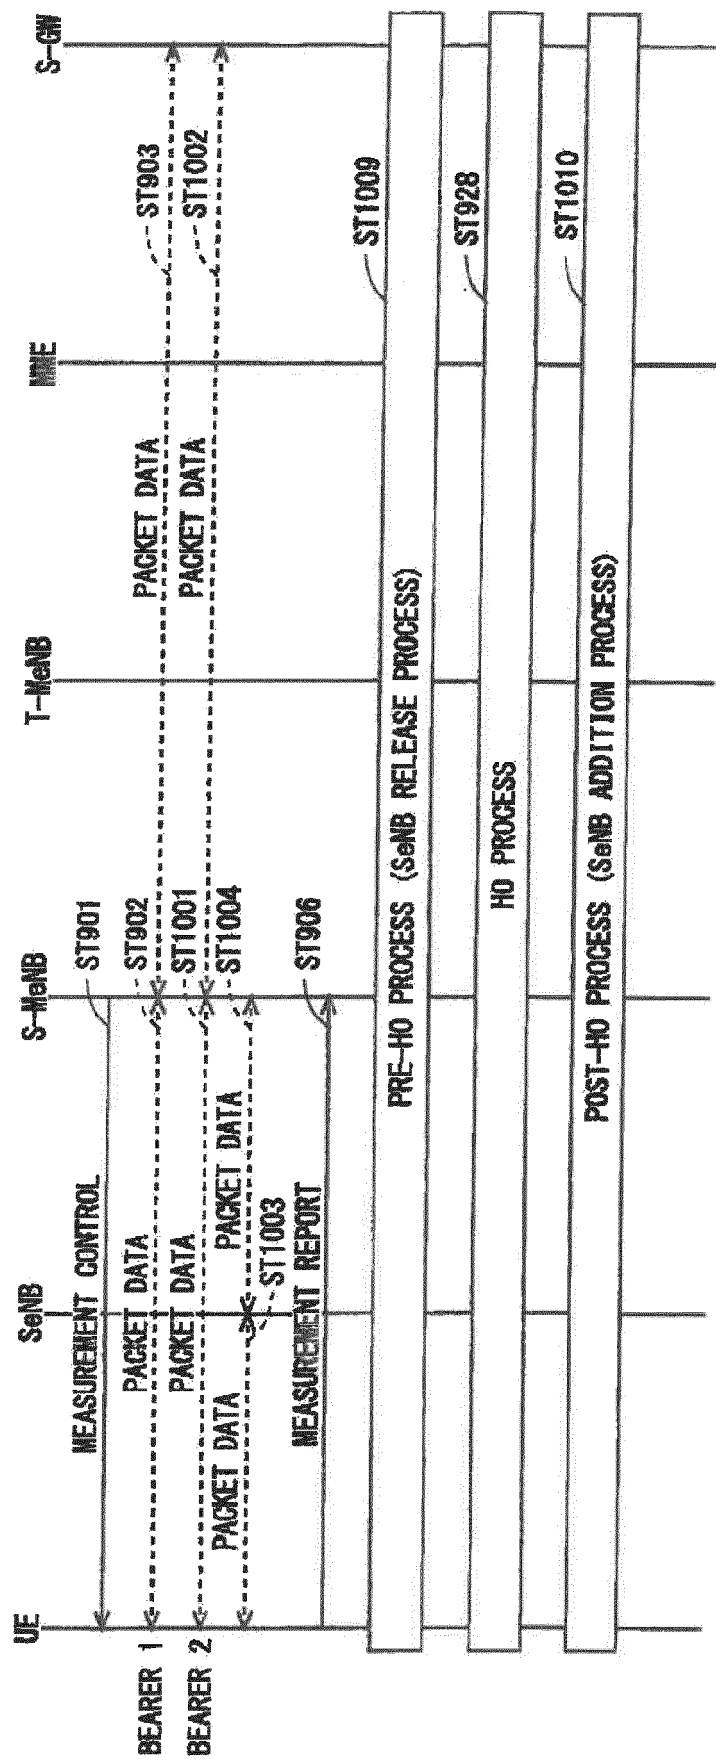 UE
SeNB
S-MeNB
T-MeNB
MME
S-GW
MEASUREMENT CONTROL
ST901
BEARER 1
PACKET DATA
ST902
PACKET DATA
ST903
BEARER 2
PACKET DATA
ST1001
PACKET DATA
ST1002
PACKET DATA
ST1003
PACKET DATA
ST1004
MEASUREMENT REPORT
ST906
PRE-HO PROCESS (SeNB RELEASE PROCESS)
ST1009
HO PROCESS
ST928
POST-HO PROCESS (SeNB ADDITION PROCESS)
ST1010